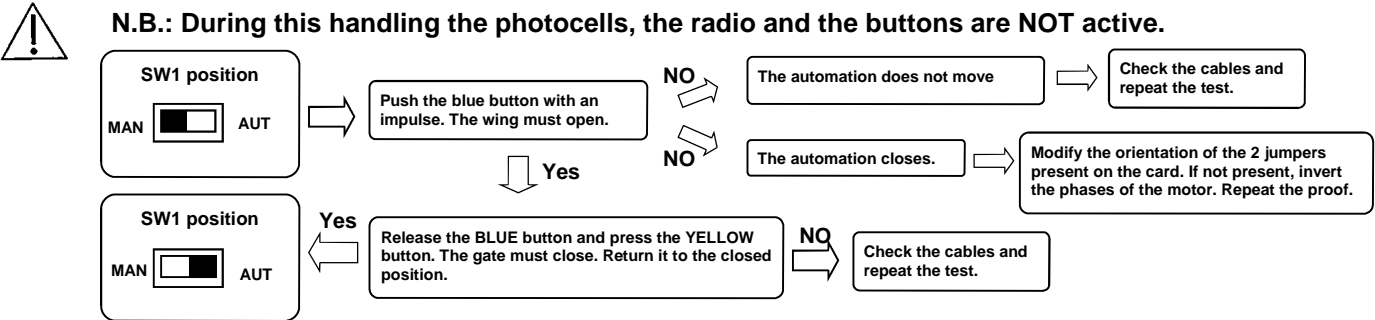 N.B.: During this handling the photocells, the radio and the buttons are NOT active.
SW1 position
MAN
AUT
Push the blue button with an
impulse. The wing must open.
NO
The automation does not move
Check the cables and
repeat the test.
NO
The automation closes.
Modify the orientation of the 2 jumpers
present on the card. If not present, invert
the phases of the motor. Repeat the proof.
Yes
SW1 position
MAN
AUT
Yes
Release the BLUE button and press the YELLOW
button. The gate must close. Return it to the closed
position.
NO
Check the cables and
repeat the test.